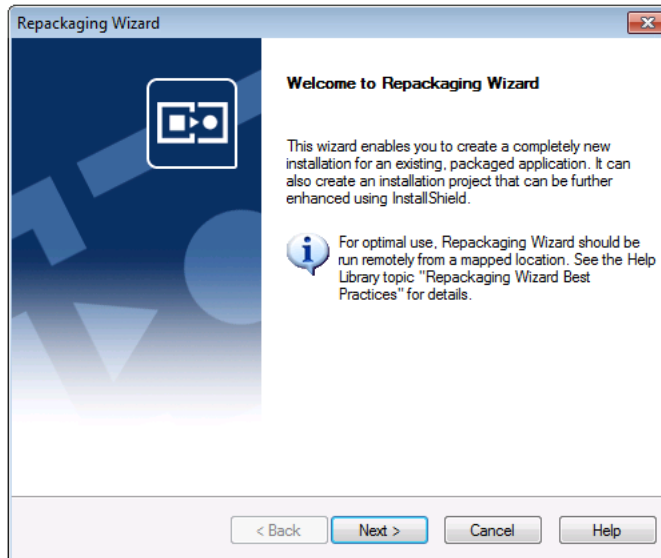 Repackaging Wizard
Welcome to Repackaging Wizard
This wizard enables you to create a completely new
installation for an existing, packaged application. It can
also create an installation project that can be further
enhanced using InstallShield.
For optimal use, Repackaging Wizard should be
run remotely from a mapped location. See the Help
Library topic "Repackaging Wizard Best
Practices" for details.
< Back
Next >
Cancel
Help